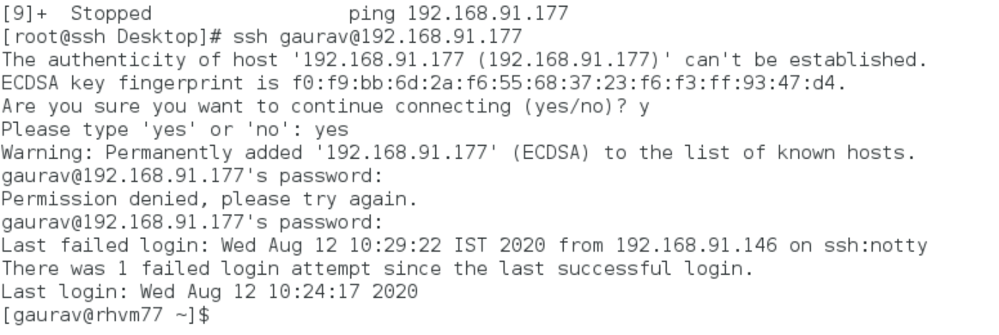 [9]+  Stopped                 ping 192.168.91.177
[root@ssh Desktop]# ssh gaurav@192.168.91.177
The authenticity of host '192.168.91.177 (192.168.91.177)' can't be established.
ECDSA key fingerprint is f0:f9:bb:6d:2a:f6:55:68:37:23:f6:f3:ff:93:47:d4.
Are you sure you want to continue connecting (yes/no)? y
Please type 'yes' or 'no': yes
Warning: Permanently added '192.168.91.177' (ECDSA) to the list of known hosts.
gaurav@192.168.91.177's password:
Permission denied, please try again.
gaurav@192.168.91.177's password:
Last failed login: Wed Aug 12 10:29:22 IST 2020 from 192.168.91.146 on ssh:notty
There was 1 failed login attempt since the last successful login.
Last login: Wed Aug 12 10:24:17 2020
[gaurav@rhvm77 ~]$